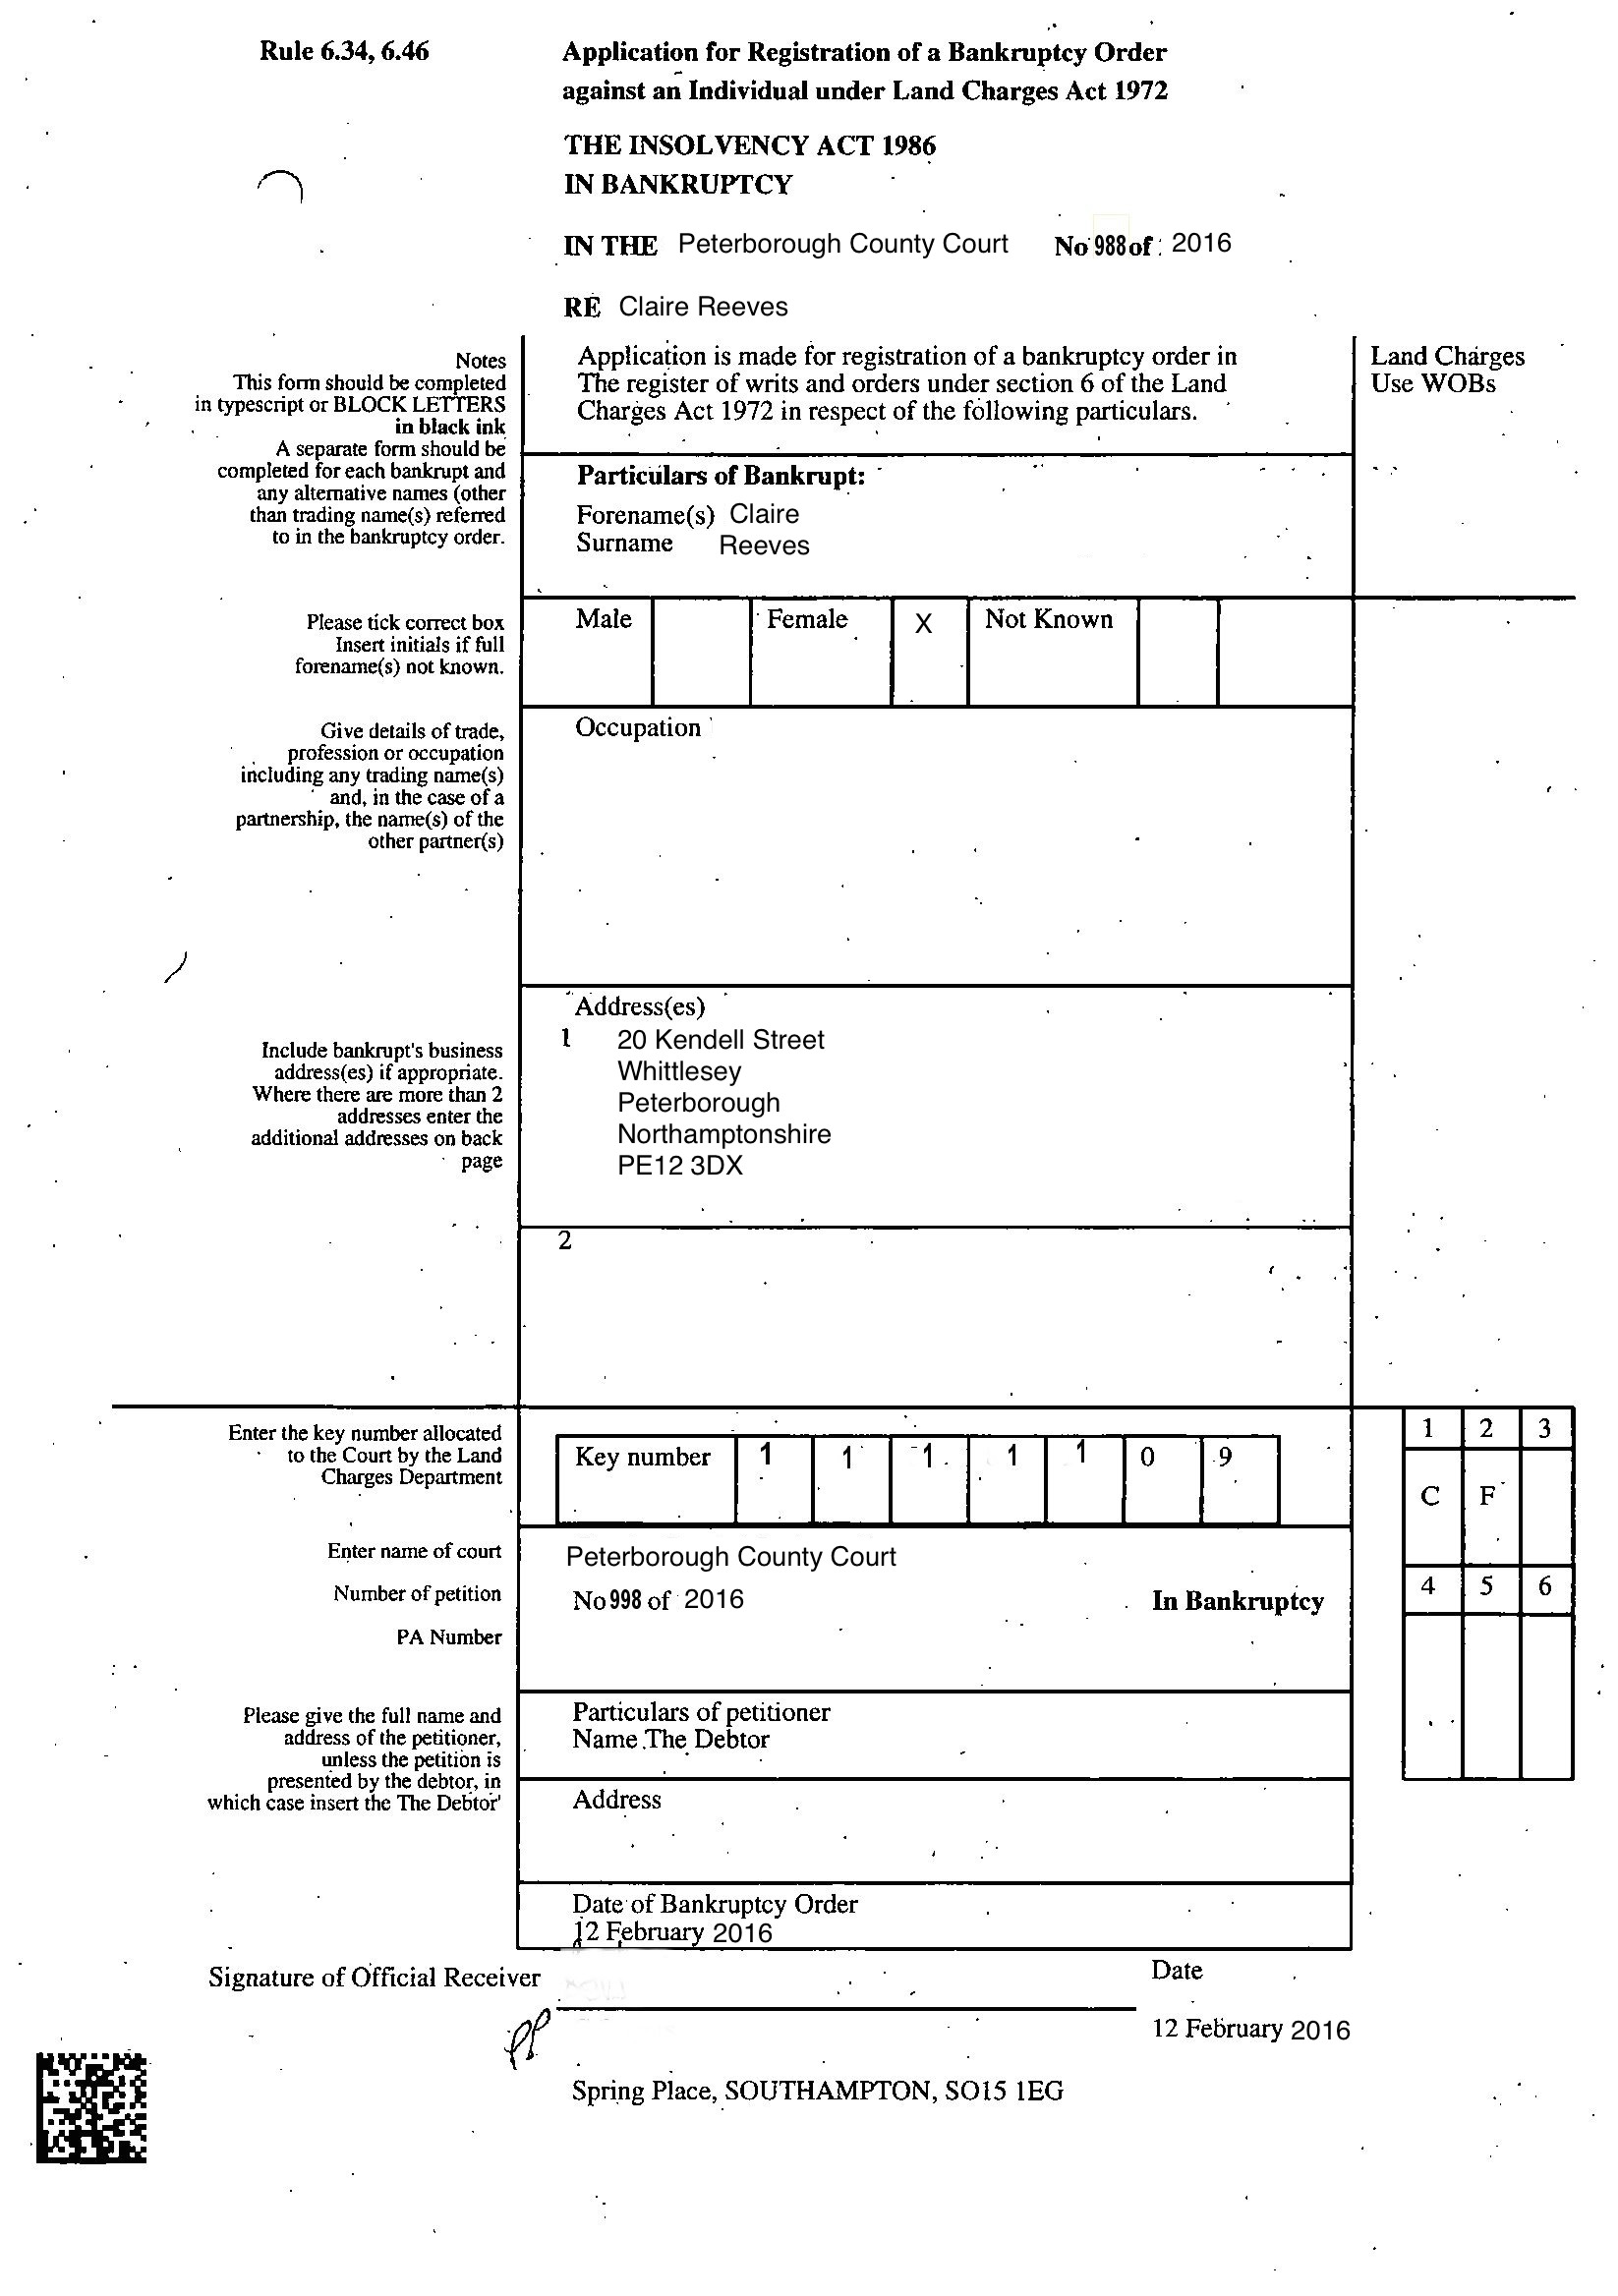 Rule 6.34, 6.46
Application for Registration of a Bankruptcy Order
against an Individual under Land Charges Act 1972
THE INSOLVENCY ACT 1986
IN BANKRUPTCY
IN THE Peterborough County Court No 988 of : 2016
RE Claire Reeves
Notes
This form should be completed
in typescript or BLOCK LETTERS
in black ink
A separate form should be
completed for each bankrupt and
any alternative names (other
than trading name(s) referred
to in the bankruptcy order.
Application is made for registration of a bankruptcy order in
The register of writs and orders under section 6 of the Land
Charges Act 1972 in respect of the following particulars.
Land Charges
Use WOBs
Particulars of Bankrupt:
Forename(s) Claire
Surname Reeves
Please tick correct box
Insert initials if full
forename(s) not known.
Male Female X Not Known
Give details of trade,
profession or occupation
including any trading name(s)
and, in the case of a
partnership, the name(s) of the
other partner(s)
Occupation
Include bankrupt's business
address(es) if appropriate.
Where there are more than 2
addresses enter the
additional addresses on back
page
Address(es)
1 20 Kendell Street
Whittlesey
Peterborough
Northamptonshire
PE12 3DX
2
Enter the key number allocated
to the Court by the Land
Charges Department
Key number 1 1 1 1 1 0 9
1 2 3
C F
4 5 6
Enter name of court
Peterborough County Court
Number of petition
No 998 of 2016 In Bankruptcy
PA Number
Please give the full name and
address of the petitioner,
unless the petition is
presented by the debtor, in
which case insert the The Debtor'
Particulars of petitioner
Name The Debtor
Address
Date of Bankruptcy Order
12 February 2016
Signature of Official Receiver
Date
pp
12 February 2016
Spring Place, SOUTHAMPTON, SO15 1EG